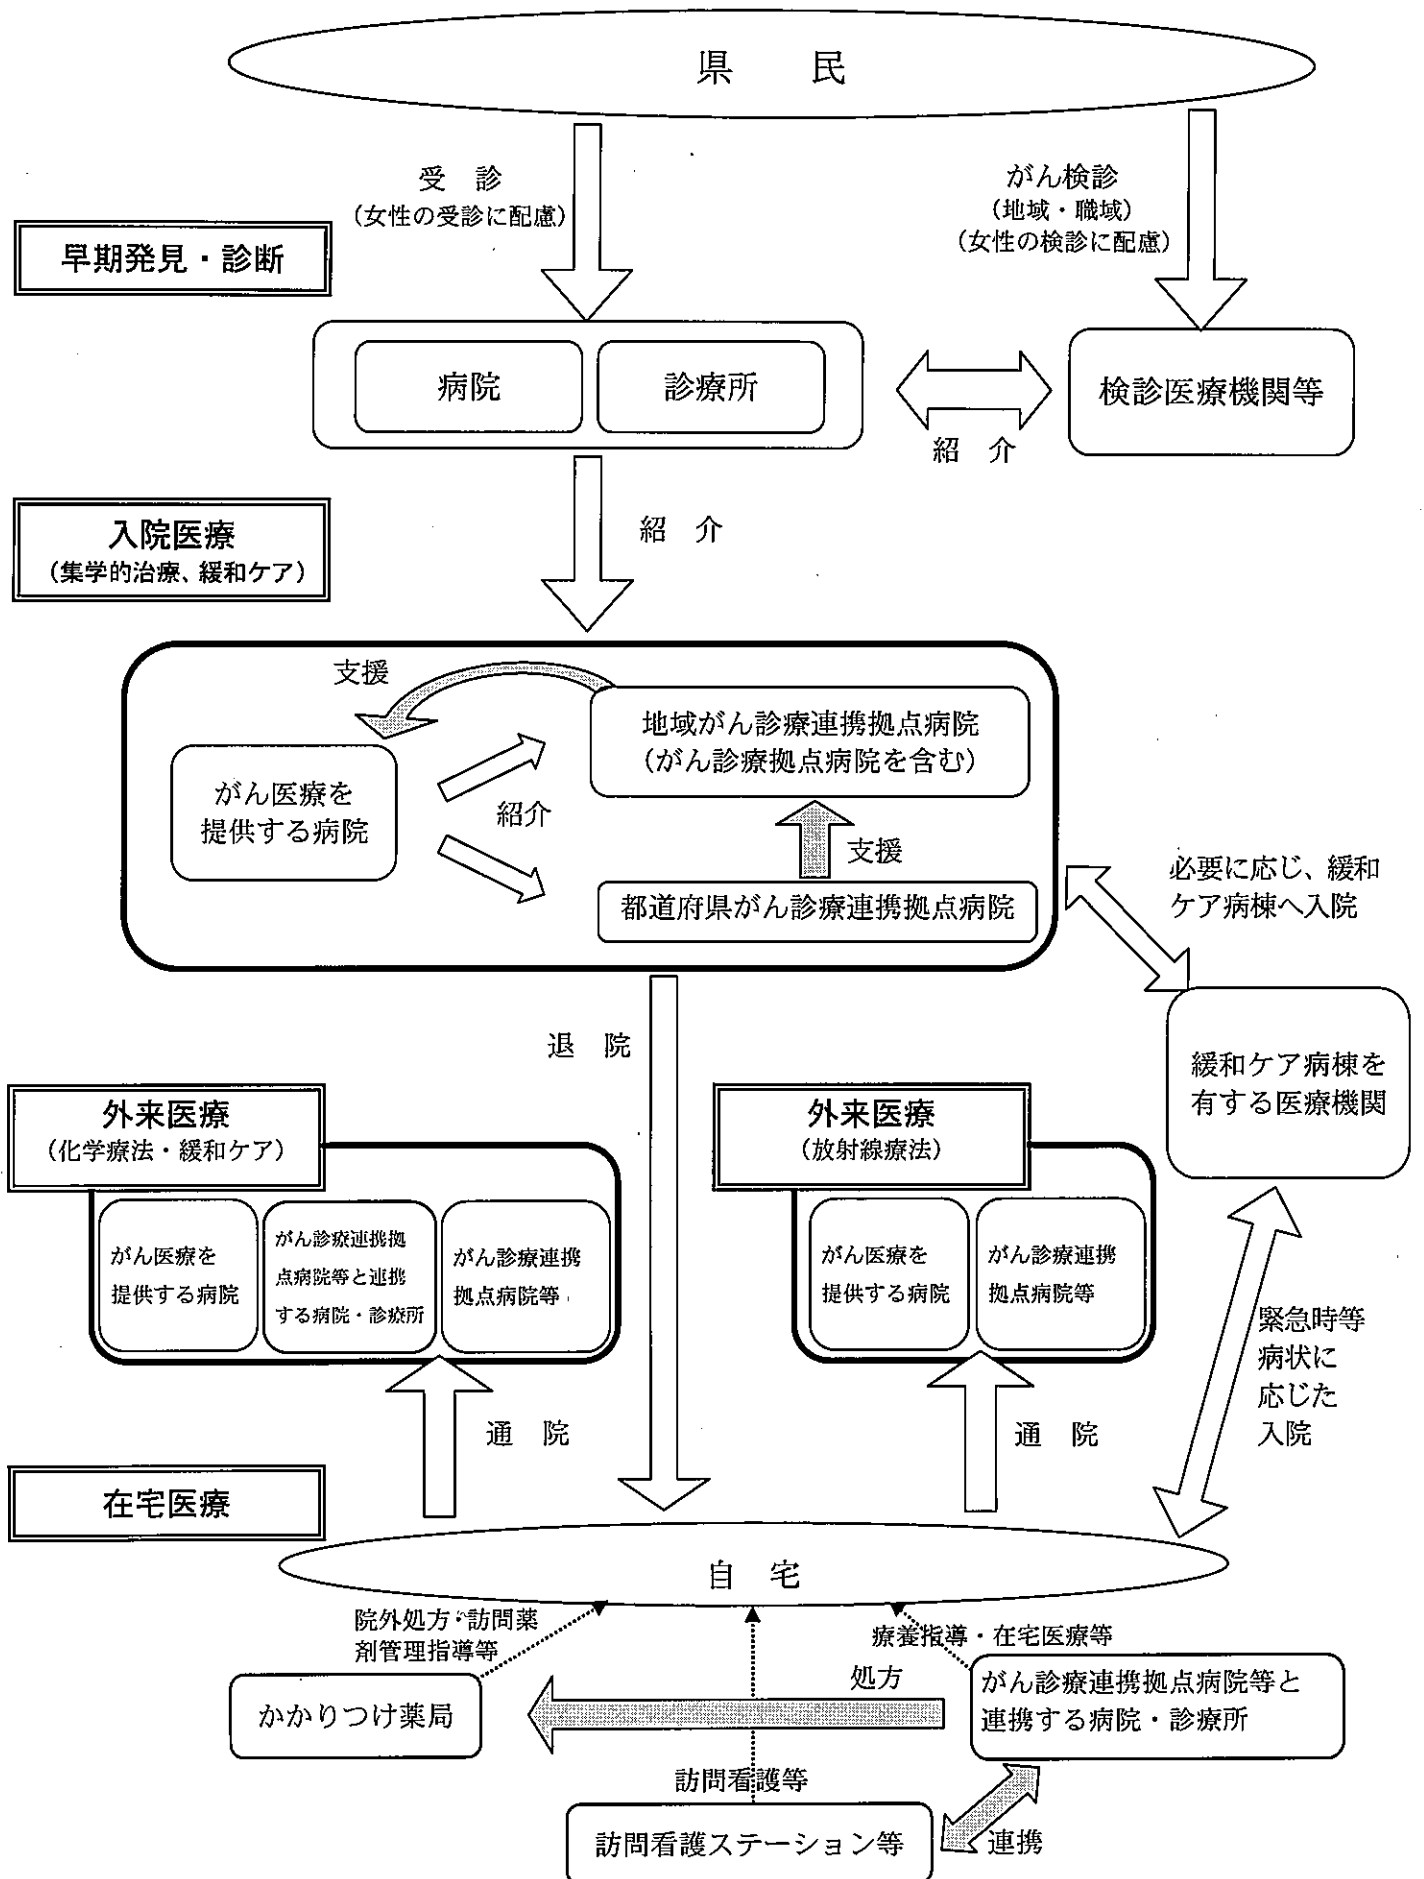 県　民
受　診
（女性の受診に配慮）
がん検診
（地域・職域）
（女性の検診に配慮）
早期発見・診断
病院
診療所
検診医療機関等
紹　介
入院医療
（集学的治療、緩和ケア）
紹　介
支援
地域がん診療連携拠点病院
（がん診療拠点病院を含む）
がん医療を
提供する病院
紹介
支援
都道府県がん診療連携拠点病院
必要に応じ、緩和
ケア病棟へ入院
退　院
緩和ケア病棟を
有する医療機関
外来医療
（化学療法・緩和ケア）
がん医療を
提供する病院
がん診療連携拠
点病院等と連携
する病院・診療所
がん診療連携
拠点病院等
外来医療
（放射線療法）
がん医療を
提供する病院
がん診療連携
拠点病院等
緊急時等
病状に
応じた
入院
通　院
通　院
在宅医療
自　宅
院外処方・訪問薬
剤管理指導等
療養指導・在宅医療等
かかりつけ薬局
処方
がん診療連携拠点病院等と
連携する病院・診療所
訪問看護等
訪問看護ステーション等
連携